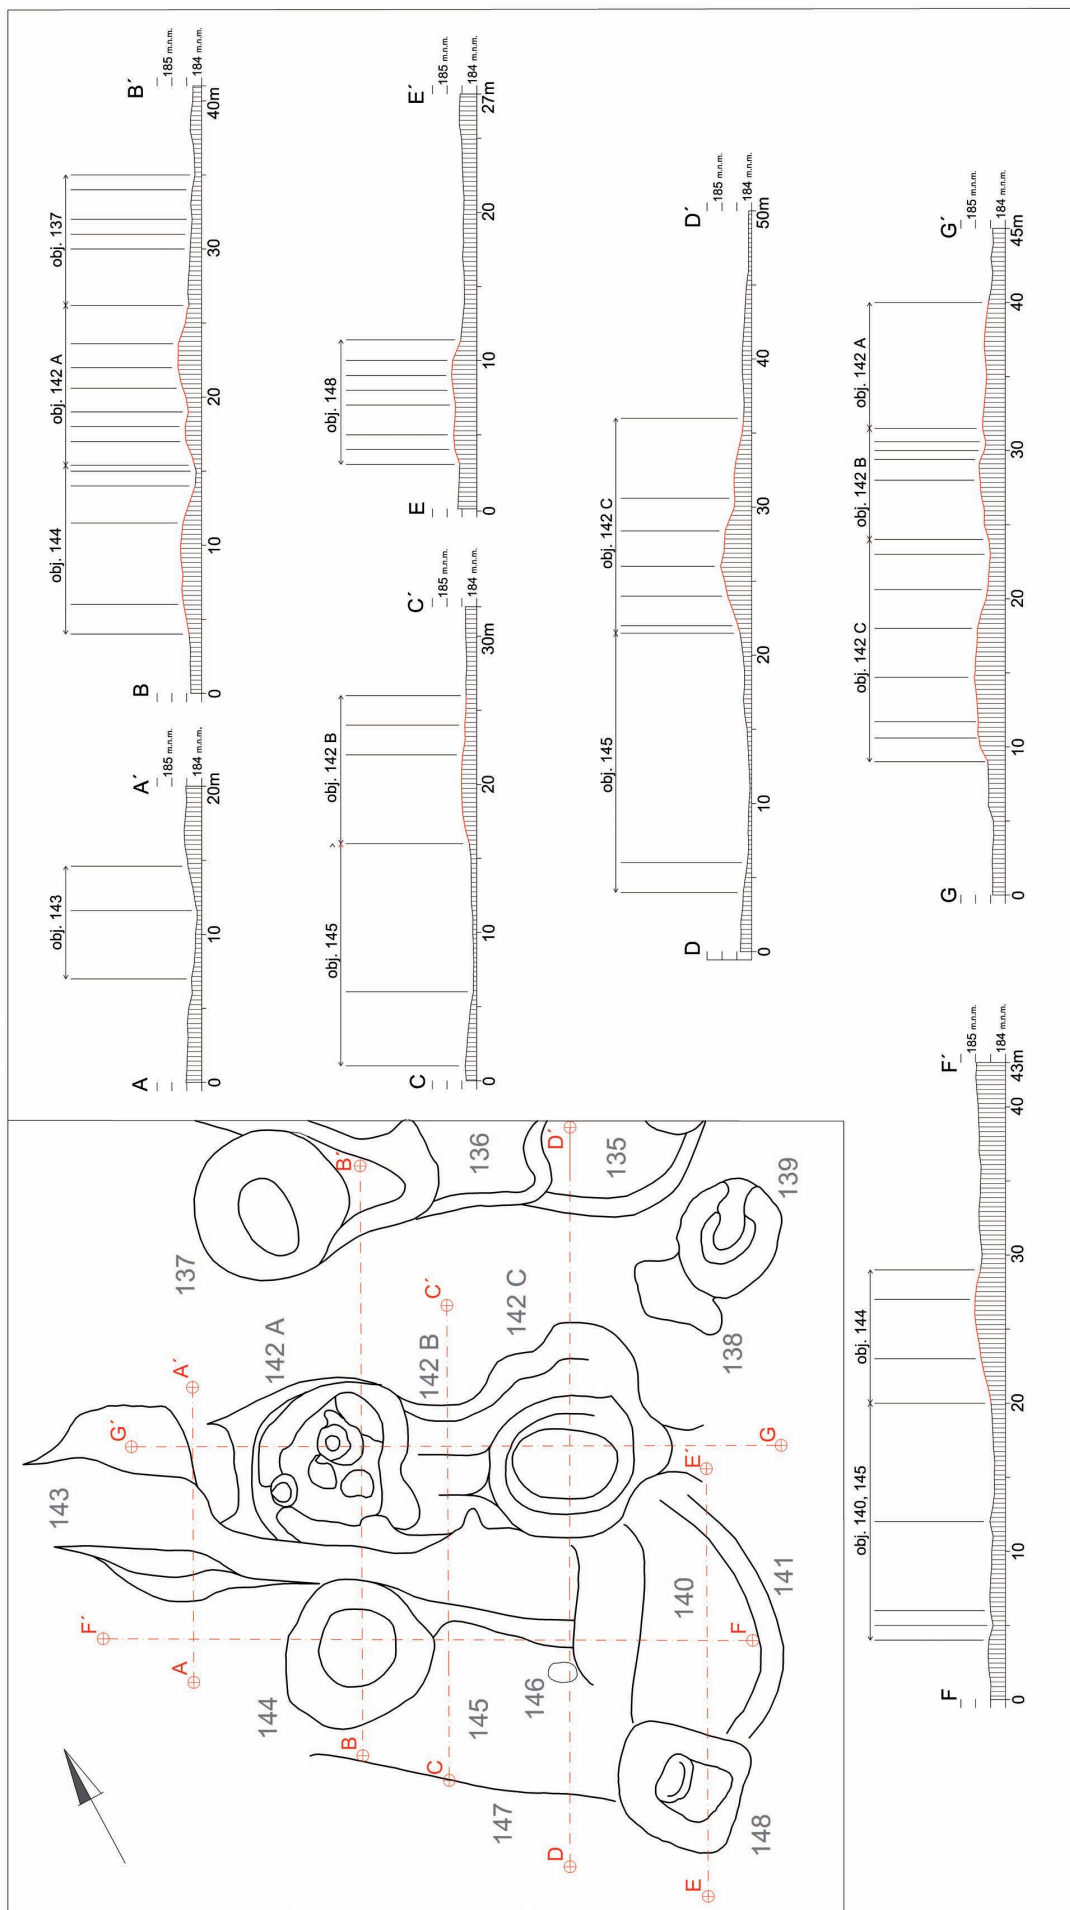 A
A´
185 m.n.m.
184 m.n.m.
obj. 143
0
10
20m
B
B´
185 m.n.m.
184 m.n.m.
obj. 144
obj. 142 A
obj. 137
0
10
20
30
40m
C
C´
185 m.n.m.
184 m.n.m.
obj. 145
obj. 142 B
0
10
20
30m
E
E´
185 m.n.m.
184 m.n.m.
obj. 148
0
10
20
27m
D
D´
185 m.n.m.
184 m.n.m.
obj. 145
obj. 142 C
0
10
20
30
40
50m
F
F´
185 m.n.m.
184 m.n.m.
obj. 140, 145
obj. 144
0
10
20
30
40
43m
G
G´
185 m.n.m.
184 m.n.m.
obj. 142 C
obj. 142 B
obj. 142 A
0
10
20
30
40
45m
143
137
F´
G´
A
A´
144
142 A
B
B´
136
145
142 B
C
C´
147
146
142 C
D
D´
135
140
138
139
E
E´
148
141
F
G